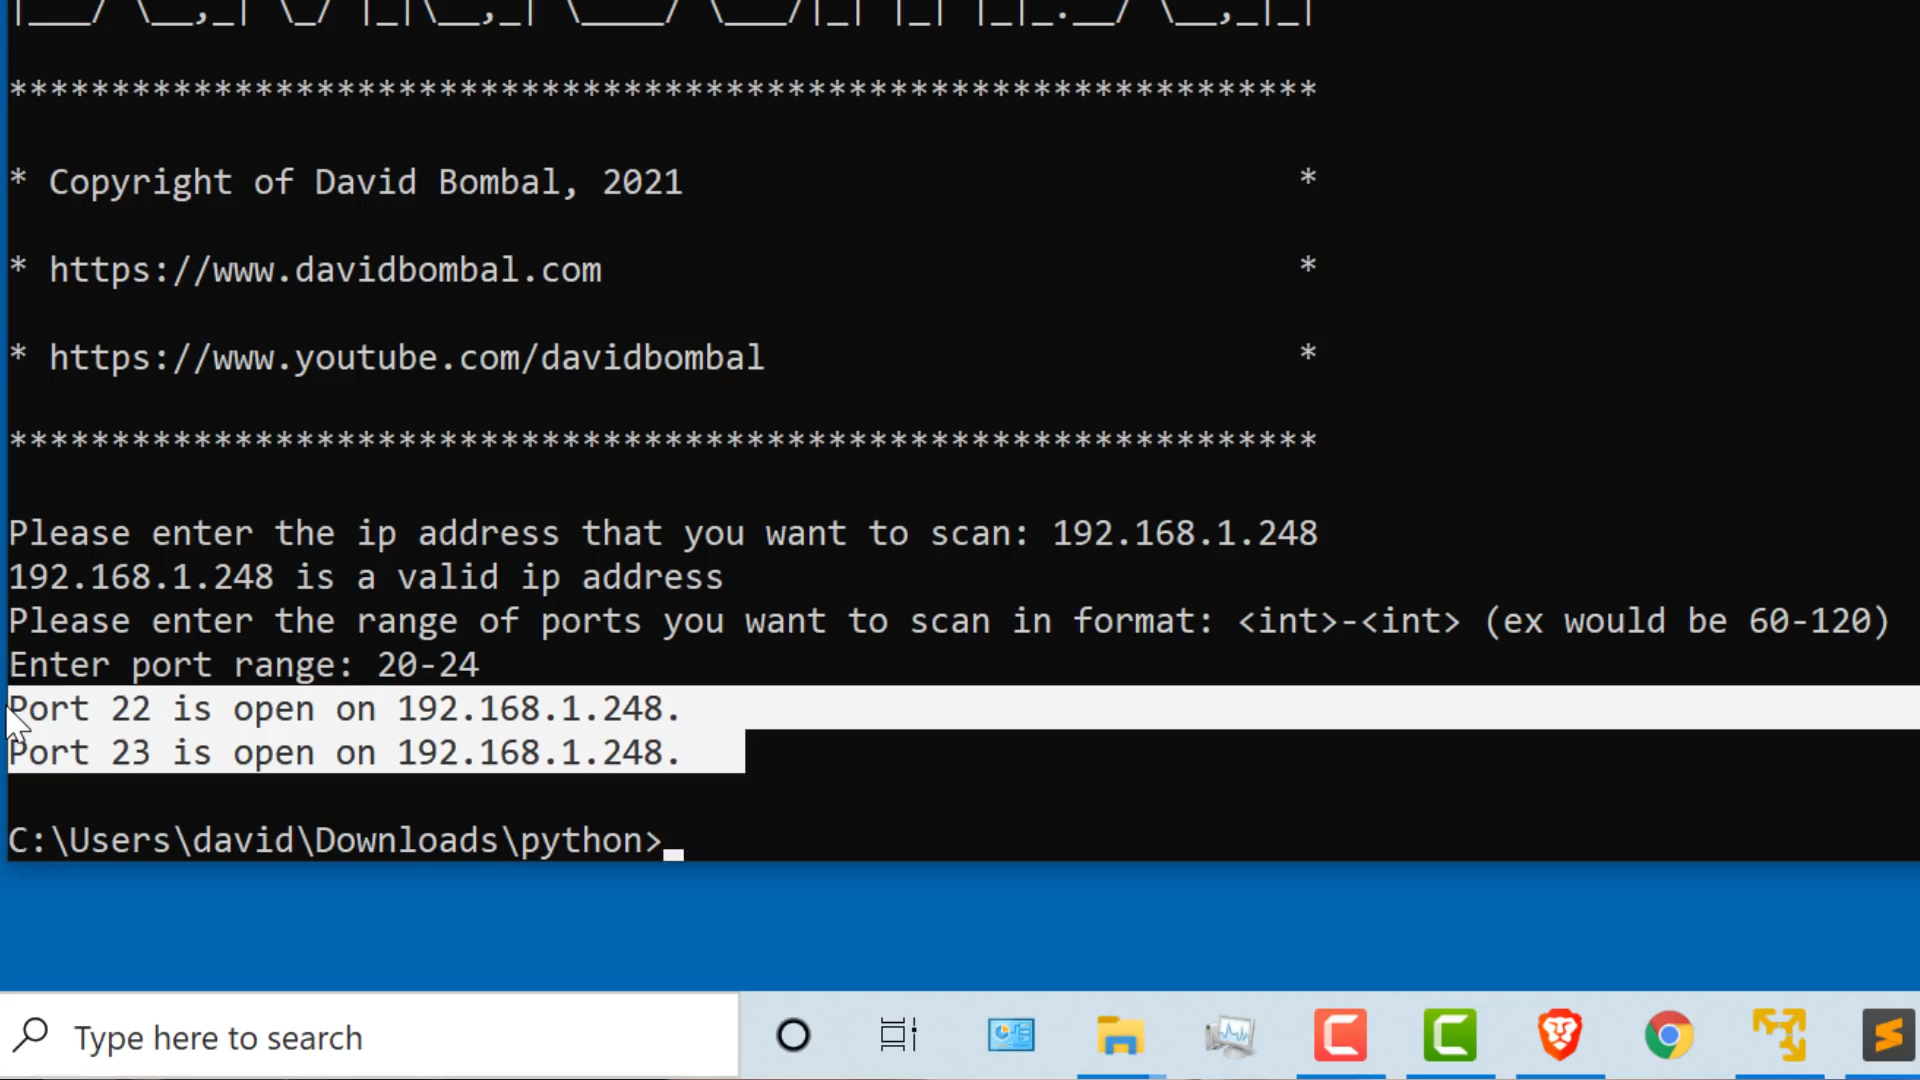 ****************************************************************
* Copyright of David Bombal, 2021 *
* https://www.davidbombal.com *
* https://www.youtube.com/davidbombal *
****************************************************************
Please enter the ip address that you want to scan: 192.168.1.248
192.168.1.248 is a valid ip address
Please enter the range of ports you want to scan in format: <int>-<int> (ex would be 60-120)
Enter port range: 20-24
Port 22 is open on 192.168.1.248.
Port 23 is open on 192.168.1.248.
C:\Users\david\Downloads\python>
Type here to search